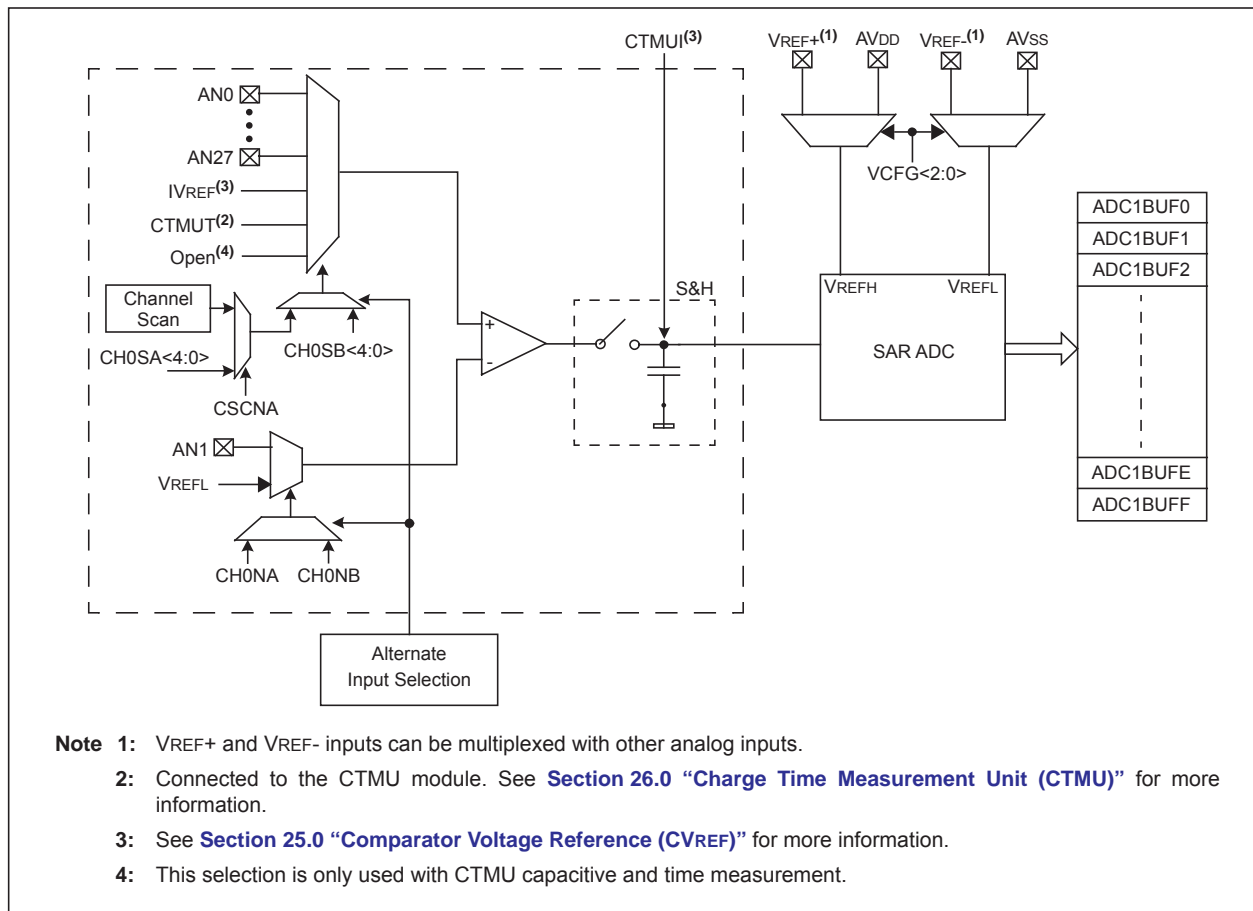 CTMUI(3)
VREF+(1)
AVDD
VREF-(1)
AVSS
AN0
AN27
IVREF(3)
CTMUT(2)
Open(4)
VCFG<2:0>
ADC1BUF0
ADC1BUF1
ADC1BUF2
ADC1BUFE
ADC1BUFF
S&H
VREFH
VREFL
SAR ADC
Channel
Scan
CH0SA<4:0>
CH0SB<4:0>
CSCNA
+
-
AN1
VREFL
CH0NA
CH0NB
Alternate
Input Selection
Note 1: VREF+ and VREF- inputs can be multiplexed with other analog inputs.
2: Connected to the CTMU module. See Section 26.0 “Charge Time Measurement Unit (CTMU)” for more
information.
3: See Section 25.0 “Comparator Voltage Reference (CVREF)” for more information.
4: This selection is only used with CTMU capacitive and time measurement.